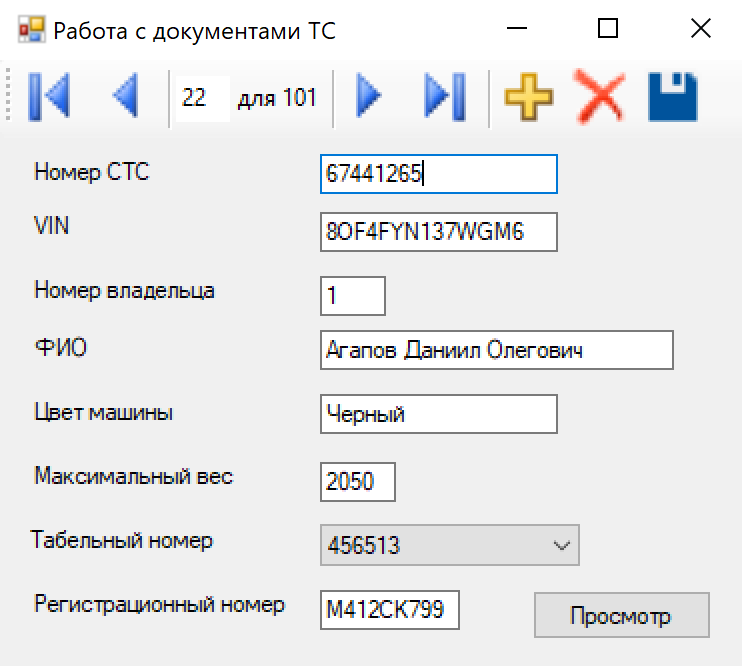 Работа с документами ТС
22 для 101
Номер СТС 67441265
VIN 8OF4FYN137WGM6
Номер владельца 1
ФИО Агапов Даниил Олегович
Цвет машины Черный
Максимальный вес 2050
Табельный номер 456513
Регистрационный номер М412СК799 Просмотр